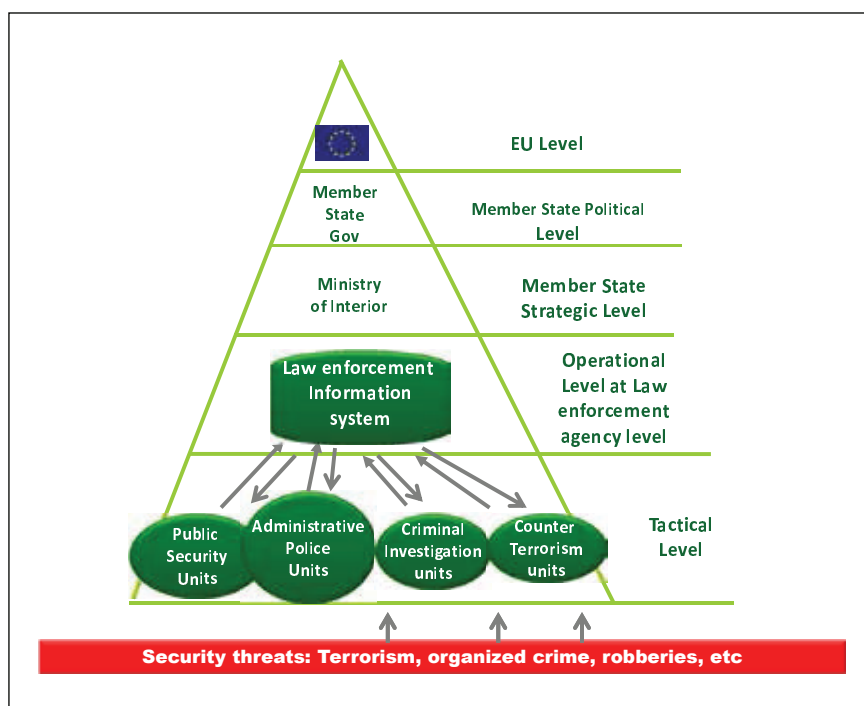 EU Level
Member
State
Gov
Member State Political
Level
Ministry
of Interior
Member State
Strategic Level
Law enforcement
Information
system
Operational
Level at Law
enforcement
agency level
Public
Security
Units
Administrative
Police
Units
Criminal
Investigation
units
Counter
Terrorism
units
Tactical
Level
Security threats: Terrorism, organized crime, robberies, etc